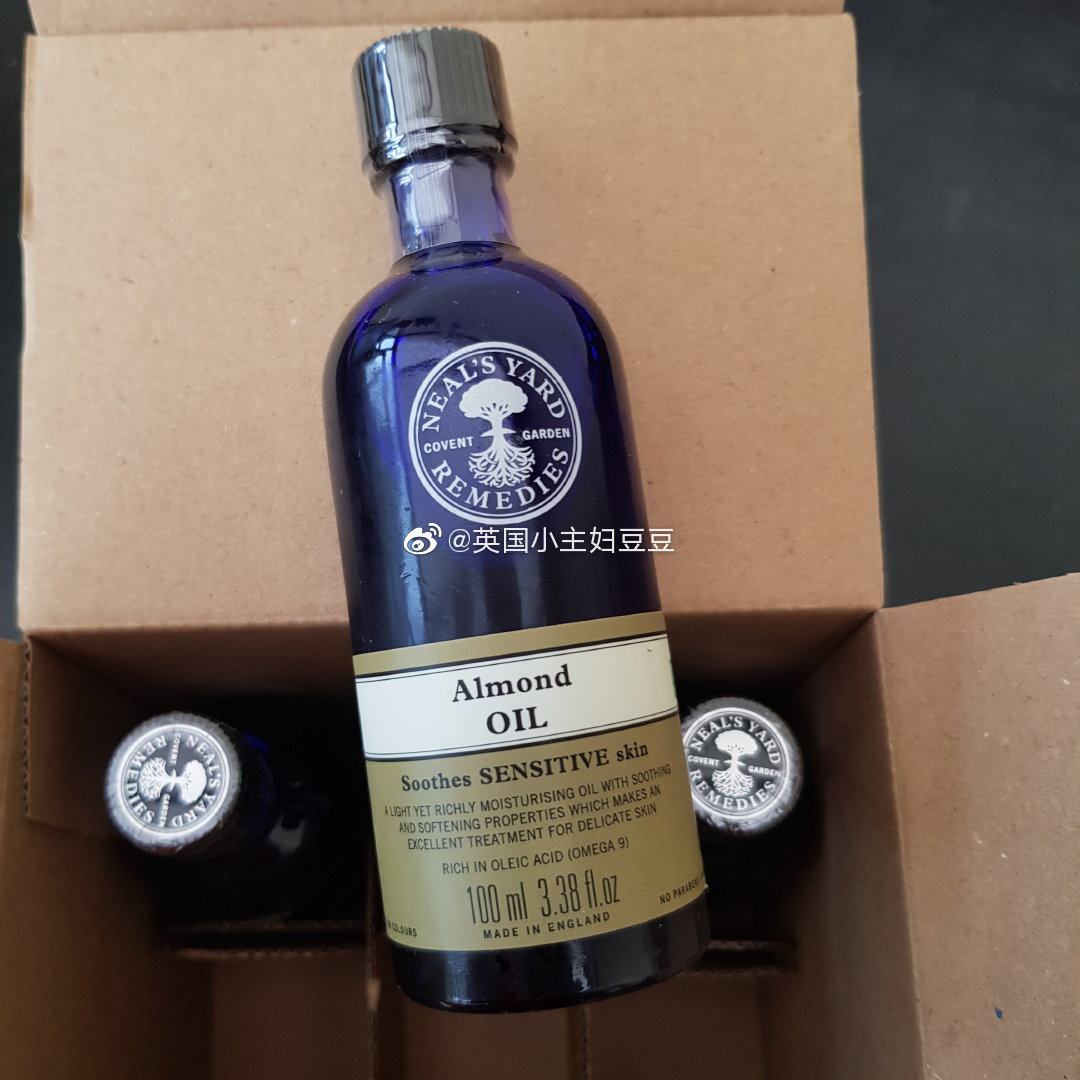 NEAL'S YARD
COVENT GARDEN
REMEDIES
@英国小主妇豆豆
Almond
OIL
Soothes SENSITIVE skin
A LIGHT YET RICHLY MOISTURISING OIL WITH SOOTHING
AND SOFTENING PROPERTIES WHICH MAKES AN
EXCELLENT TREATMENT FOR DELICATE SKIN
RICH IN OLEIC ACID (OMEGA 9)
100 ml 3.38 fl.oz
MADE IN ENGLAND
COLOURS
NO PARABENS
NEAL'S YARD
COVENT GARDEN
REMEDIES
NEAL'S YARD
COVENT GARDEN
REMEDIES